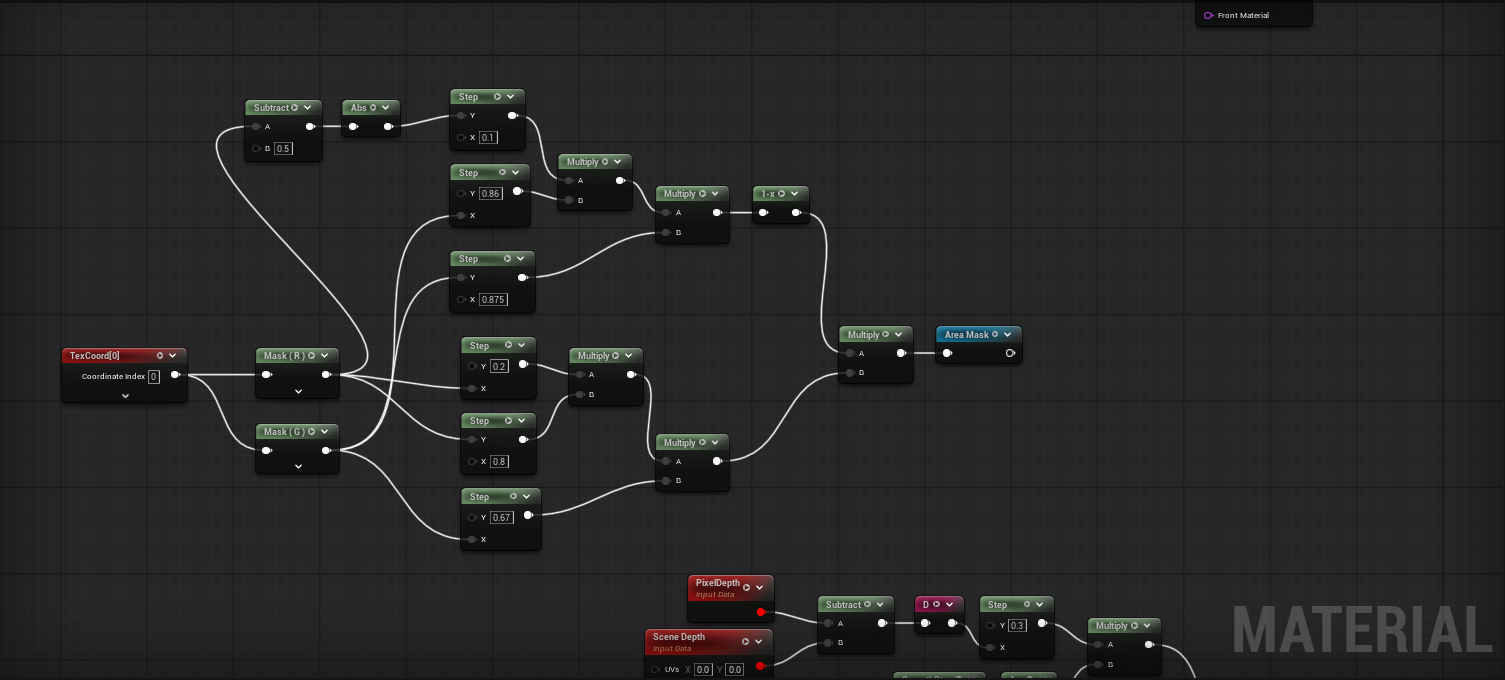 Front Material
Subtract
A
B 0.5
Abs
Step
Y
X 0.1
Step
Y 0.86
X
Multiply
A
B
Multiply
A
B
1-x
Step
Y
X 0.875
TexCoord[0]
Coordinate Index 0
Mask ( R )
Mask ( G )
Step
Y 0.2
X
Multiply
A
B
Step
Y
X 0.8
Multiply
A
B
Step
Y 0.67
X
Multiply
A
B
Area Mask
PixelDepth
Input Data
Scene Depth
Input Data
UVs X 0.0 Y 0.0
Subtract
A
B
D
Step
Y 0.3
X
Multiply
A
B
MATERIAL